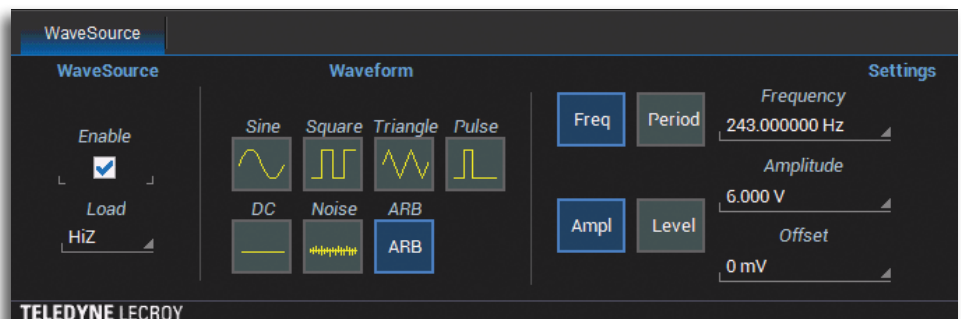 WaveSource
WaveSource
Waveform
Settings
Enable
Load
HiZ
Sine Square Triangle Pulse
DC Noise ARB
ARB
Freq Period
Ampl Level
Frequency
243.000000 Hz
Amplitude
6.000 V
Offset
0 mV
TELEDYNE LECROY